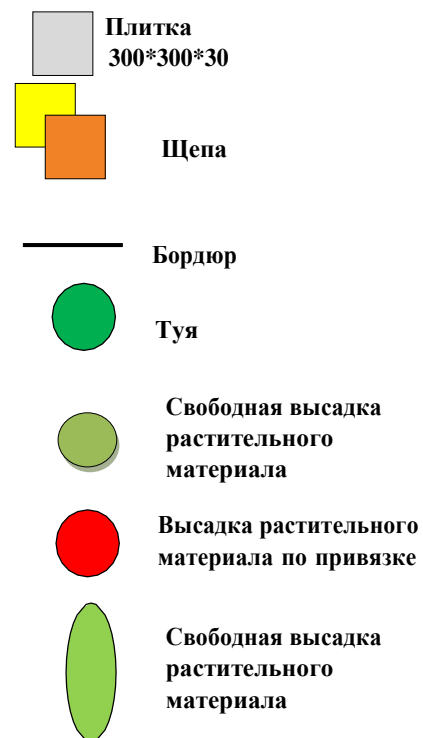 Плитка
300*300*30
Щепа
Бордюр
Туя
Свободная высадка
растительного
материала
Высадка растительного
материала по привязке
Свободная высадка
растительного
материала